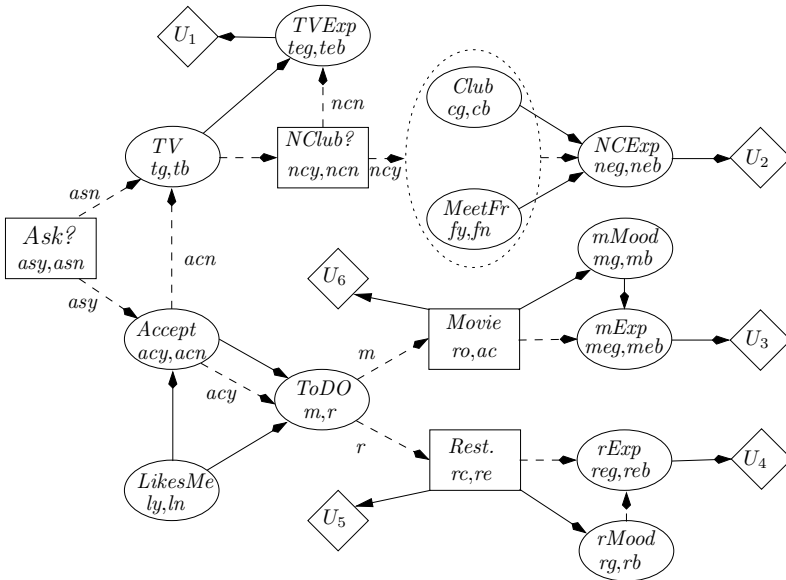 U1
TVExp
teg,teb
ncn
Club
cg,cb
TV
tg,tb
NClub?
ncy,ncn
ncy
NCExp
neg,neb
U2
asn
MeetFr
fy,fn
Ask?
asy,asn
acn
mMood
mg,mb
U6
asy
Accept
acy,acn
m
Movie
ro,ac
mExp
meg,meb
U3
acy
ToDO
m,r
r
Rest.
rc,re
rExp
reg,reb
U4
LikesMe
ly,ln
U5
rMood
rg,rb